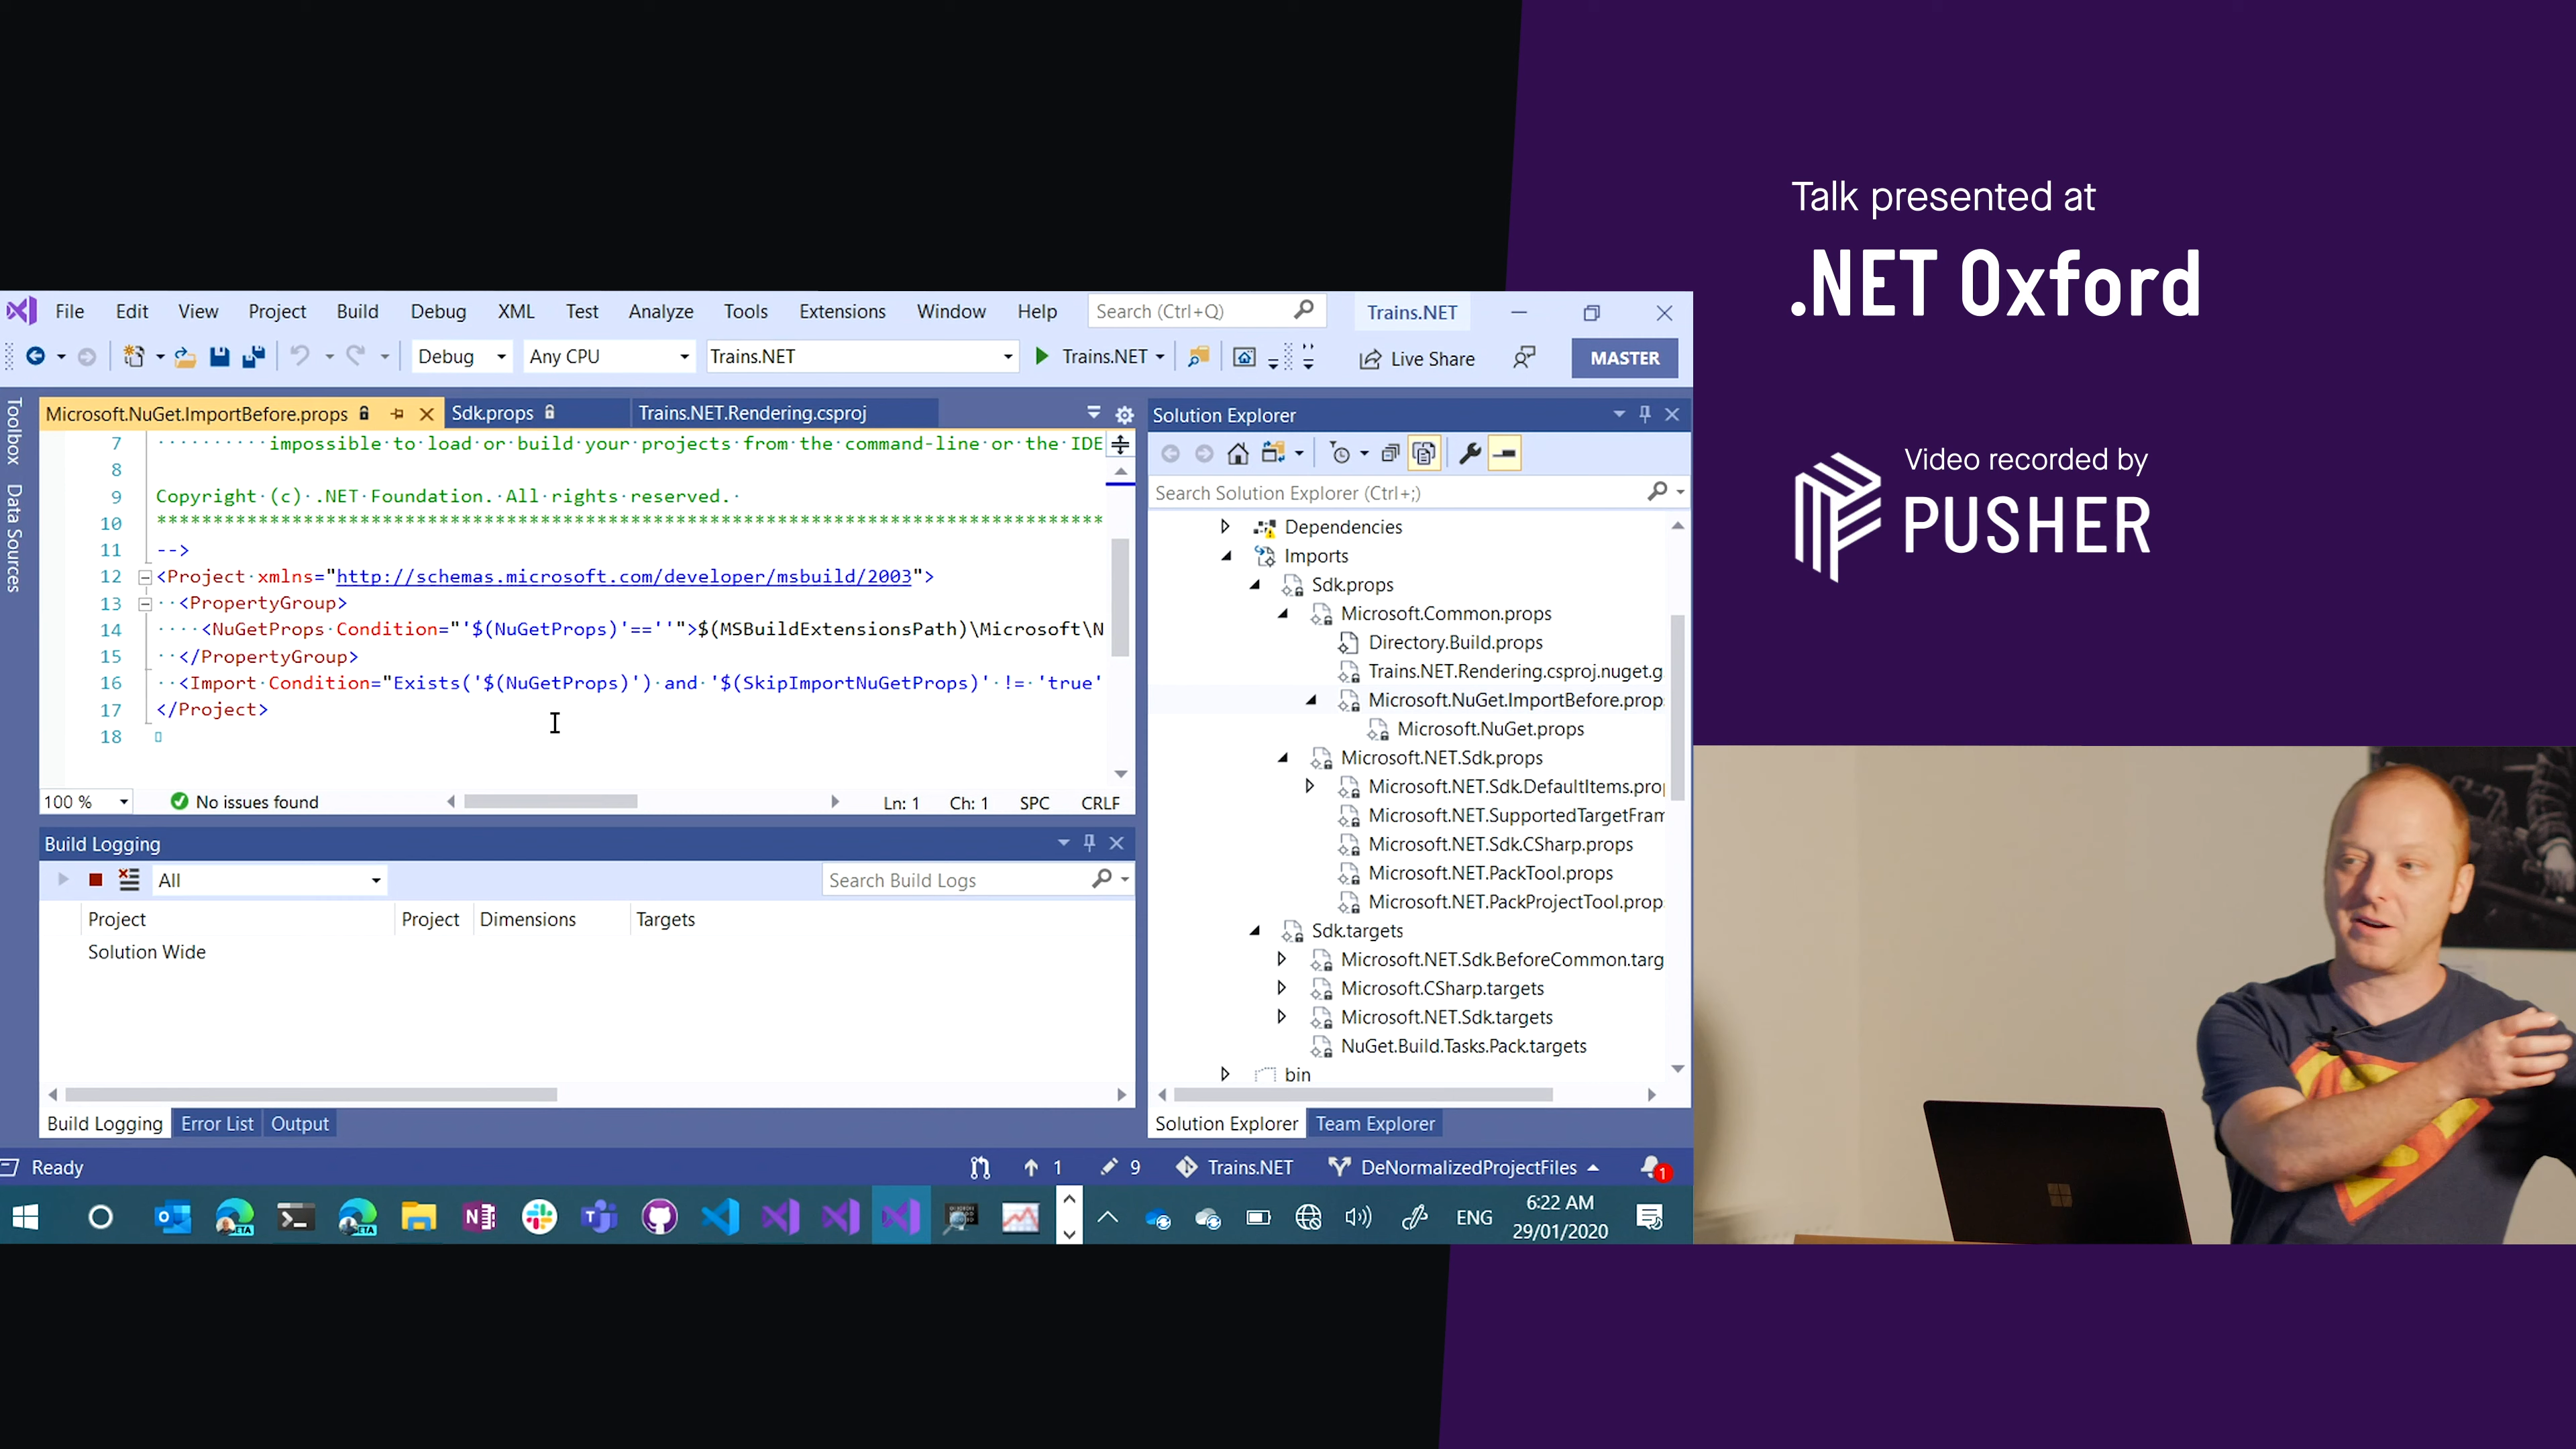 Talk presented at
.NET Oxford
Video recorded by
PUSHER
File Edit View Project Build Debug XML Test Analyze Tools Extensions Window Help Search (Ctrl+Q) Trains.NET
Debug Any CPU Trains.NET Trains.NET Live Share MASTER
Toolbox
Data Sources
Microsoft.NuGet.ImportBefore.props Sdk.props Trains.NET.Rendering.csproj
7 impossible to load or build your projects from the command-line or the IDE
8
9 Copyright (c) .NET Foundation. All rights reserved.
10 ***********************************************************************************
11 -->
12 <Project xmlns="http://schemas.microsoft.com/developer/msbuild/2003">
13 <PropertyGroup>
14 <NuGetProps Condition="'$(NuGetProps)'==''">$(MSBuildExtensionsPath)\Microsoft\N
15 </PropertyGroup>
16 <Import Condition="Exists('$(NuGetProps)') and '$(SkipImportNuGetProps)' != 'true'
17 </Project>
18
100 % No issues found Ln: 1 Ch: 1 SPC CRLF
Build Logging
All Search Build Logs
Project Project Dimensions Targets
Solution Wide
Build Logging Error List Output
Solution Explorer
Search Solution Explorer (Ctrl+;)
Dependencies
Imports
Sdk.props
Microsoft.Common.props
Directory.Build.props
Trains.NET.Rendering.csproj.nuget.g
Microsoft.NuGet.ImportBefore.prop
Microsoft.NuGet.props
Microsoft.NET.Sdk.props
Microsoft.NET.Sdk.DefaultItems.pro
Microsoft.NET.SupportedTargetFram
Microsoft.NET.Sdk.CSharp.props
Microsoft.NET.PackTool.props
Microsoft.NET.PackProjectTool.prop
Sdk.targets
Microsoft.NET.Sdk.BeforeCommon.targ
Microsoft.CSharp.targets
Microsoft.NET.Sdk.targets
NuGet.Build.Tasks.Pack.targets
bin
Solution Explorer Team Explorer
Ready 1 9 Trains.NET DeNormalizedProjectFiles 1
ENG 6:22 AM
29/01/2020